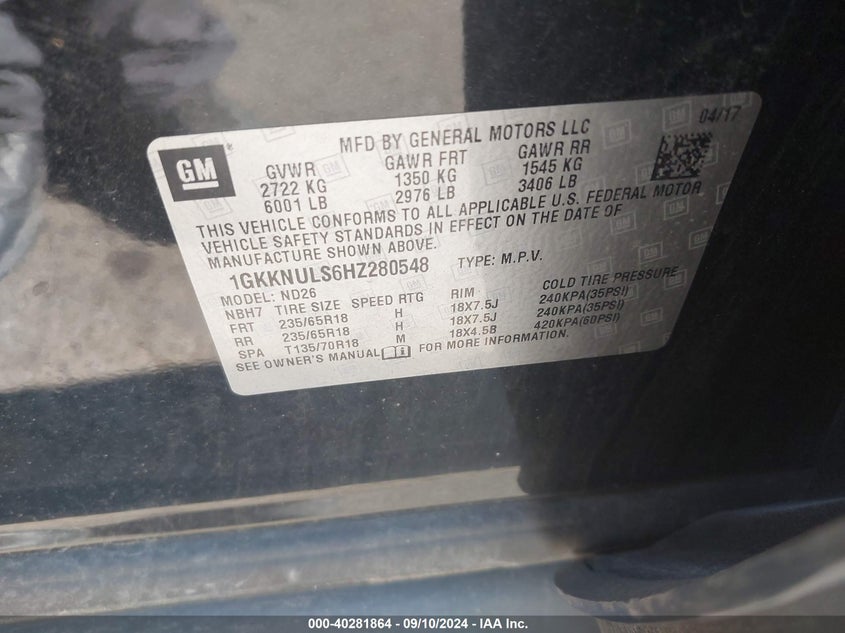 04/17
MFD BY GENERAL MOTORS LLC
GM
GVWR GAWR FRT GAWR RR
2722 KG 1350 KG 1545 KG
6001 LB 2976 LB 3406 LB
THIS VEHICLE CONFORMS TO ALL APPLICABLE U.S. FEDERAL MOTOR
VEHICLE SAFETY STANDARDS IN EFFECT ON THE DATE OF
MANUFACTURE SHOWN ABOVE.
1GKKNULS6HZ280548 TYPE: M.P.V.
MODEL: ND26
NBH7 TIRE SIZE SPEED RTG RIM COLD TIRE PRESSURE
FRT 235/65R18 H 18X7.5J 240KPA(35PSI)
RR 235/65R18 H 18X7.5J 240KPA(35PSI)
SPA T135/70R18 M 18X4.5B 420KPA(60PSI)
SEE OWNER'S MANUAL FOR MORE INFORMATION.
000-40281864 / 09/10/2024 - IAA Inc.